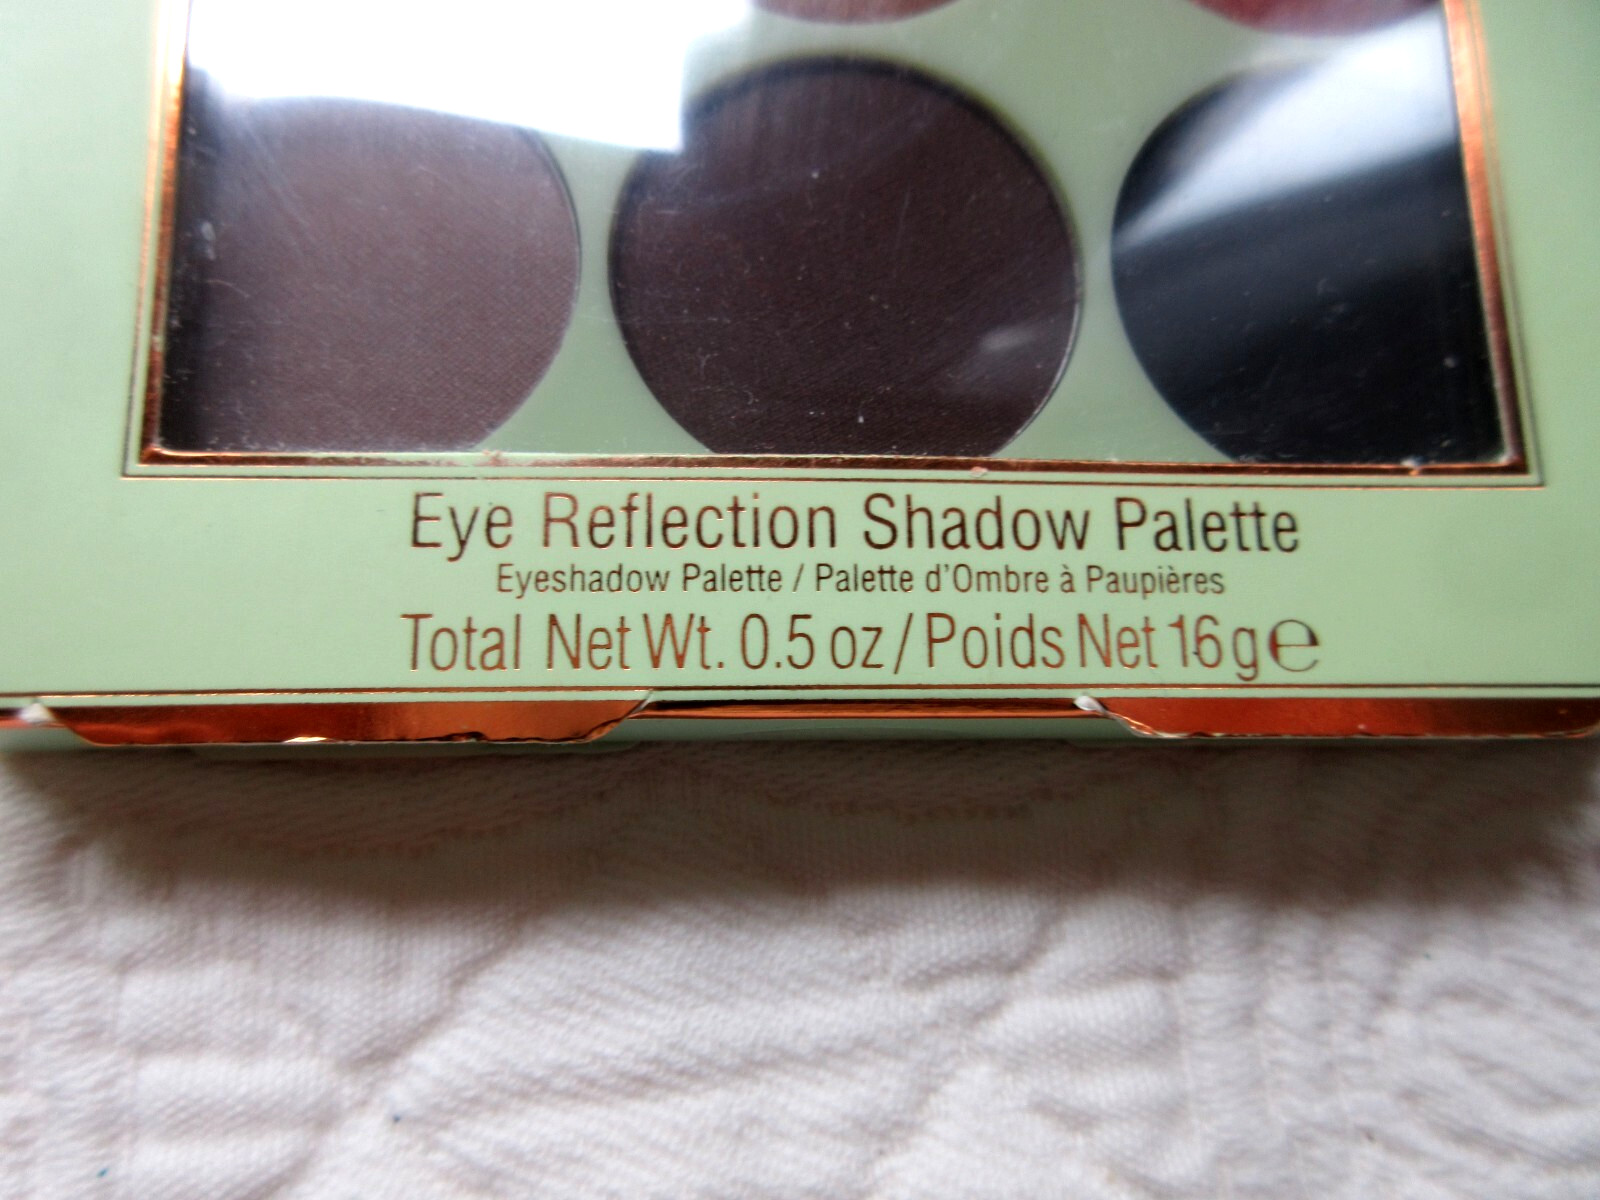 Eye Reflection Shadow Palette
Eyeshadow Palette / Palette d'Ombre à Paupières
Total Net Wt. 0.5 oz / Poids Net 16 g ℮